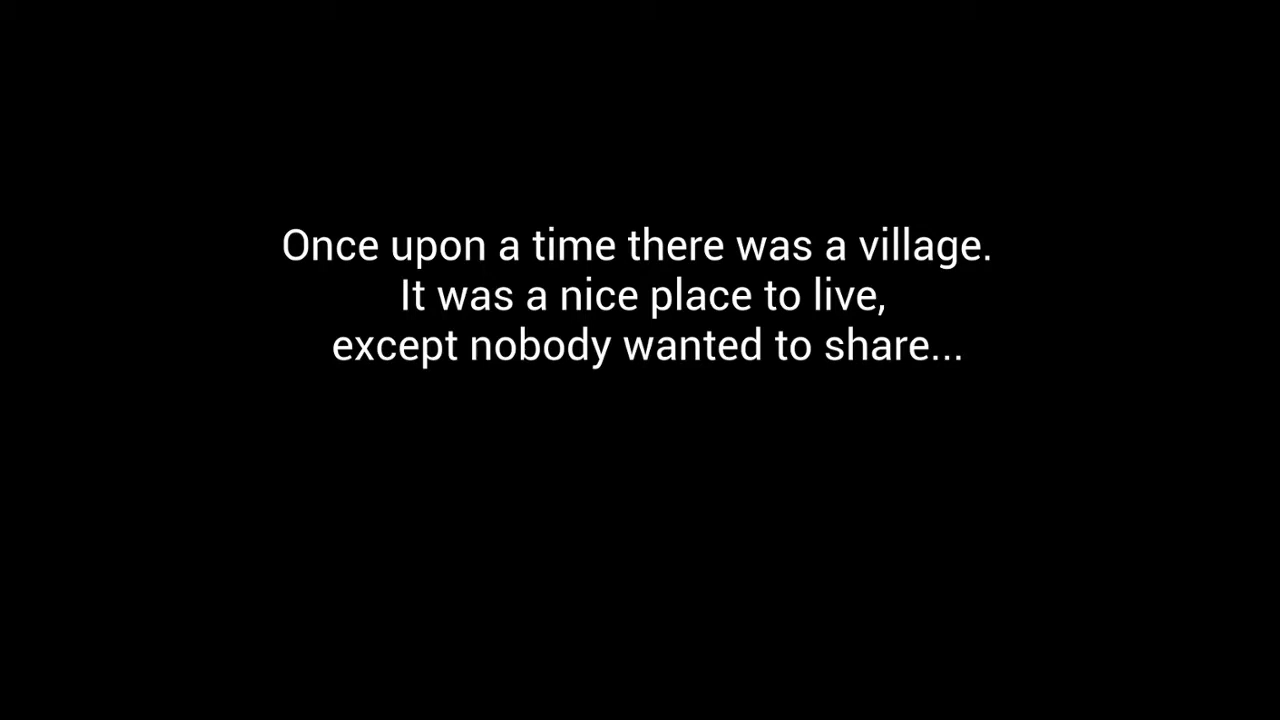 Once upon a time there was a village.
It was a nice place to live,
except nobody wanted to share...